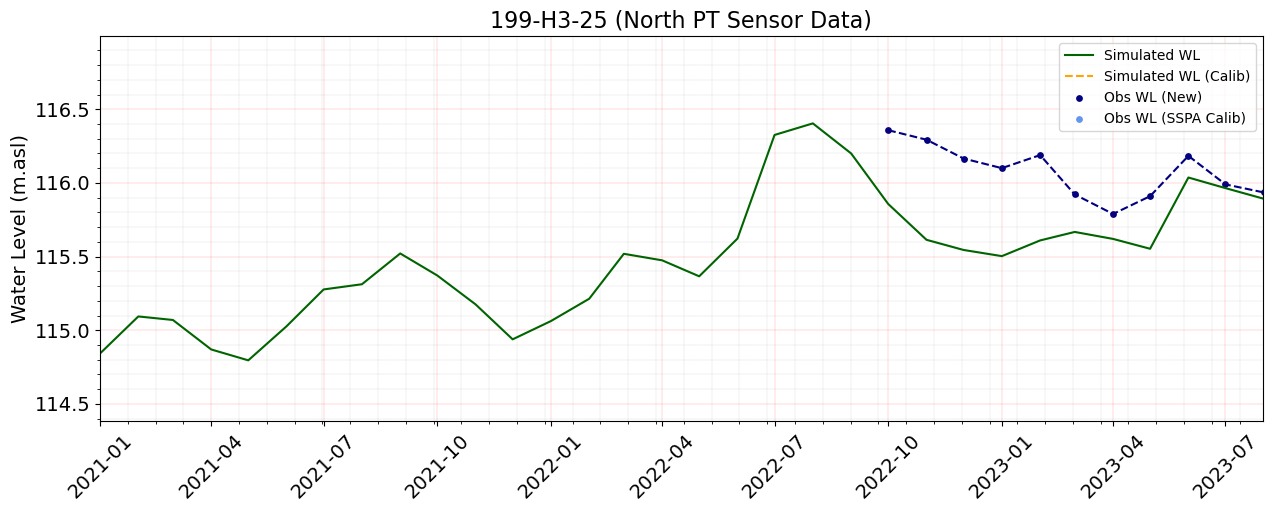 199-H3-25 (North PT Sensor Data)
Simulated WL
Simulated WL (Calib)
Obs WL (New)
Obs WL (SSPA Calib)
Water Level (m.asl)
116.5
116.0
115.5
115.0
114.5
2021-01
2021-04
2021-07
2021-10
2022-01
2022-04
2022-07
2022-10
2023-01
2023-04
2023-07